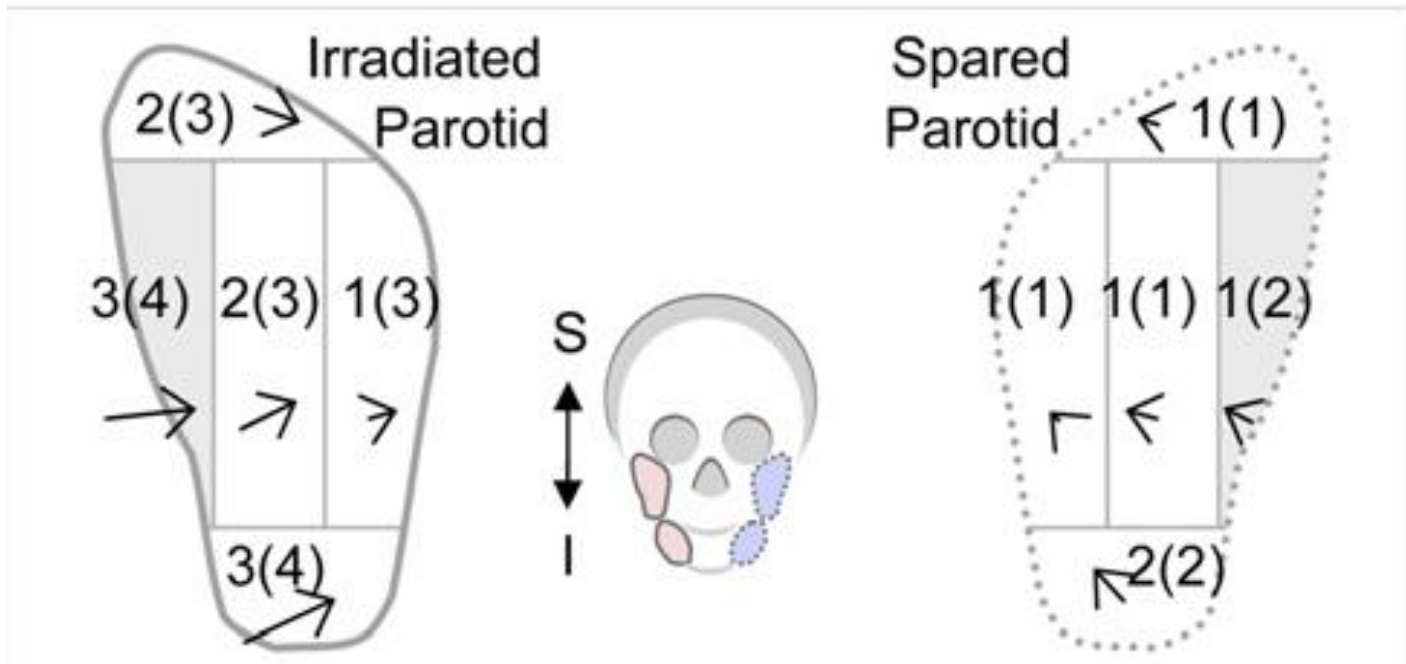 Irradiated
Parotid
2(3)
3(4) 2(3) 1(3)
3(4)
S
I
Spared
Parotid
1(1)
1(1) 1(1) 1(2)
2(2)